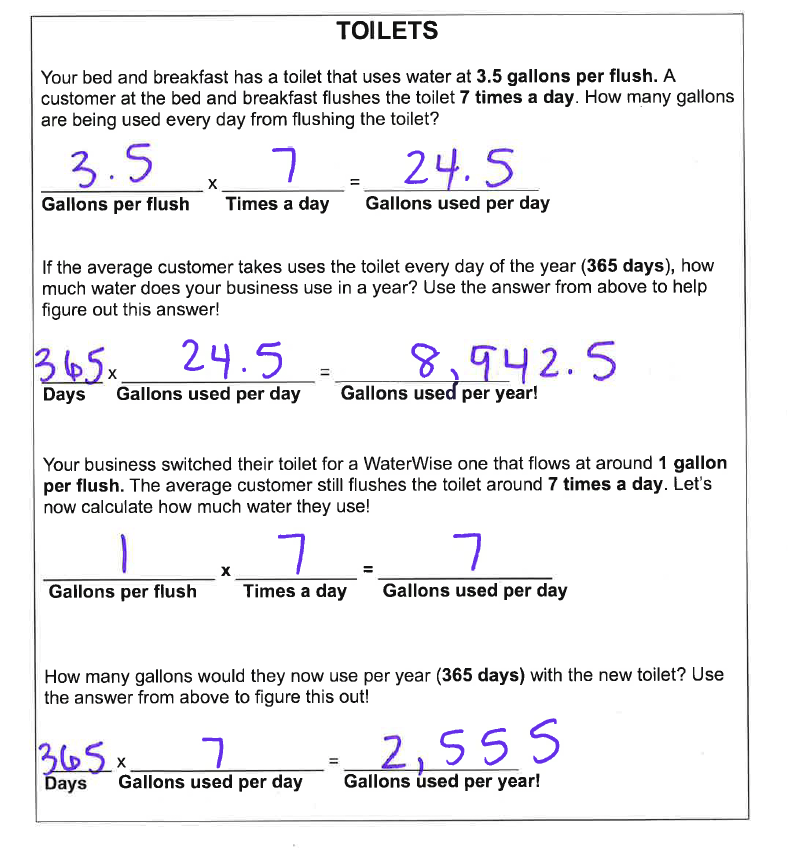 TOILETS
Your bed and breakfast has a toilet that uses water at 3.5 gallons per flush. A
customer at the bed and breakfast flushes the toilet 7 times a day. How many gallons
are being used every day from flushing the toilet?
3.5 x 7 = 24.5
Gallons per flush Times a day Gallons used per day
If the average customer takes uses the toilet every day of the year (365 days), how
much water does your business use in a year? Use the answer from above to help
figure out this answer!
365 x 24.5 = 8,942.5
Days Gallons used per day Gallons used per year!
Your business switched their toilet for a WaterWise one that flows at around 1 gallon
per flush. The average customer still flushes the toilet around 7 times a day. Let's
now calculate how much water they use!
1 x 7 = 7
Gallons per flush Times a day Gallons used per day
How many gallons would they now use per year (365 days) with the new toilet? Use
the answer from above to figure this out!
365 x 7 = 2,555
Days Gallons used per day Gallons used per year!